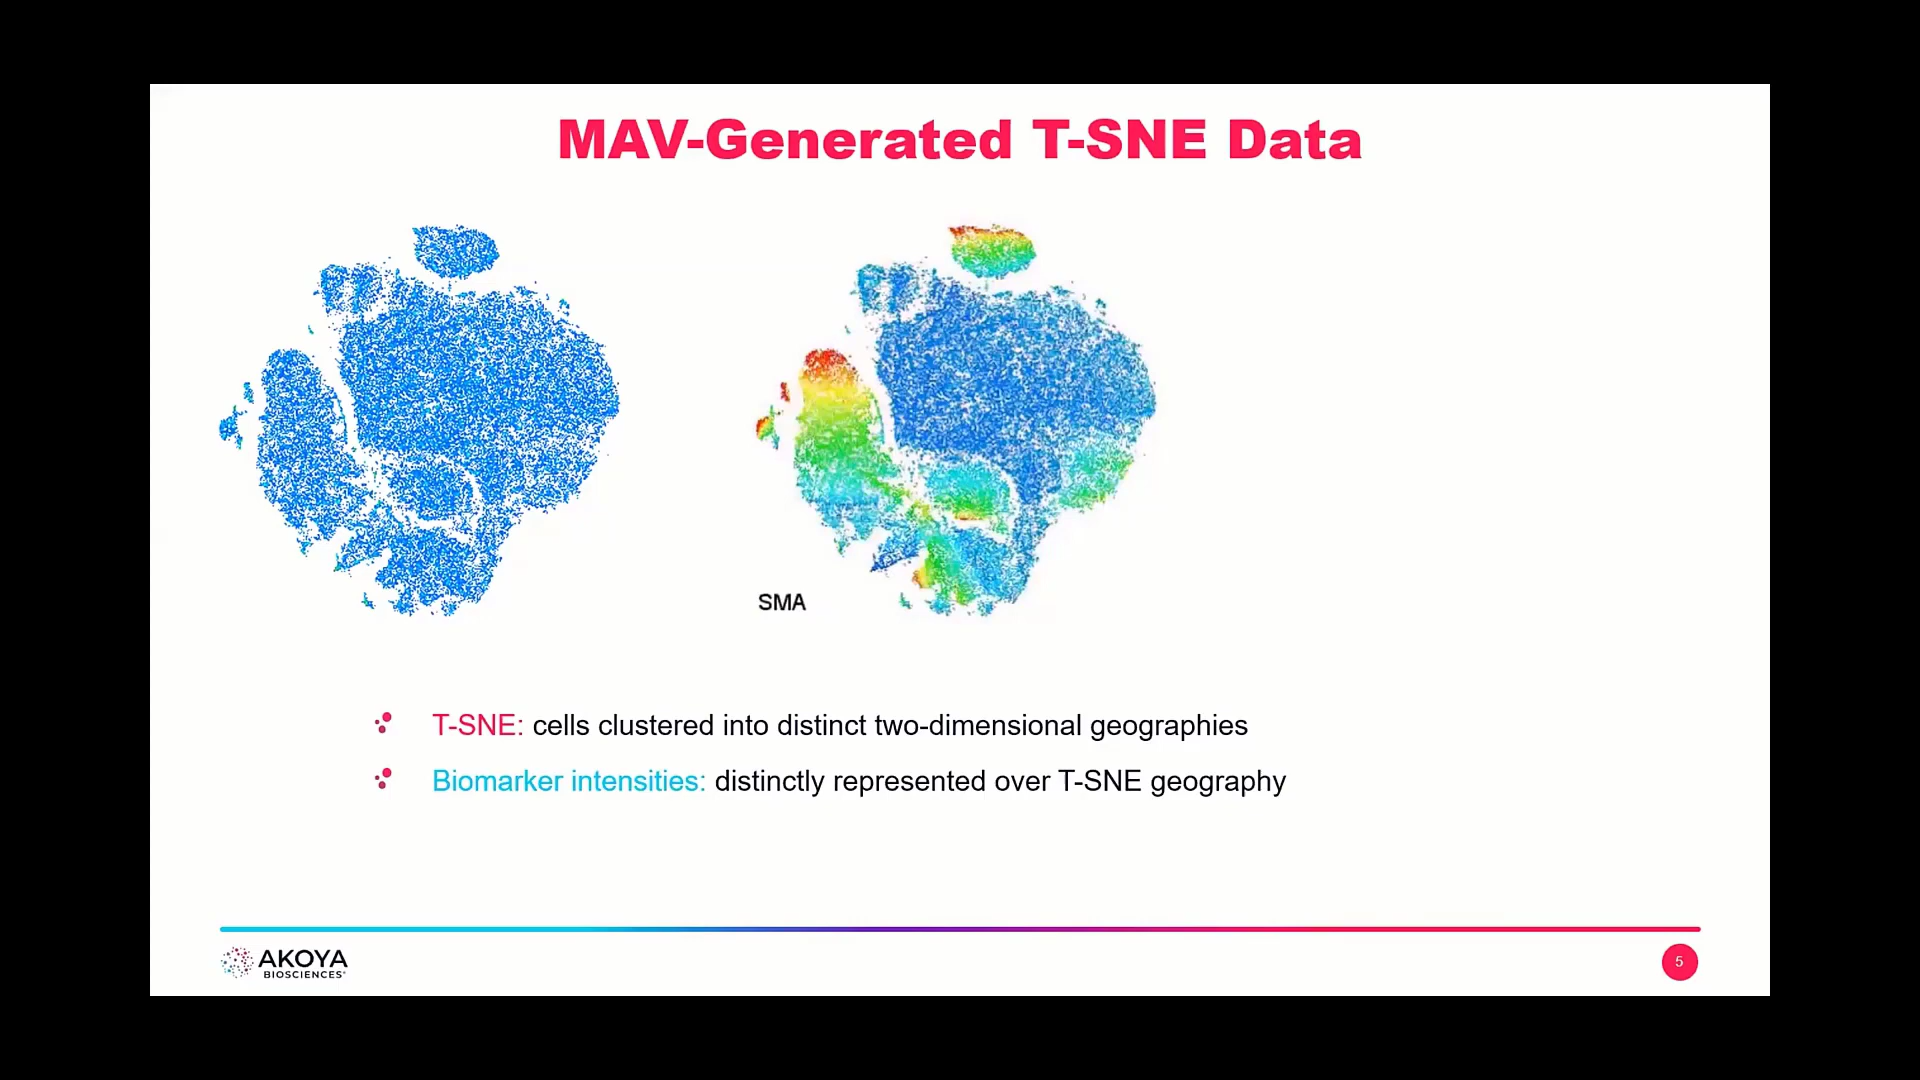 MAV-Generated T-SNE Data
SMA
T-SNE: cells clustered into distinct two-dimensional geographies
Biomarker intensities: distinctly represented over T-SNE geography
AKOYA
BIOSCIENCES®
5